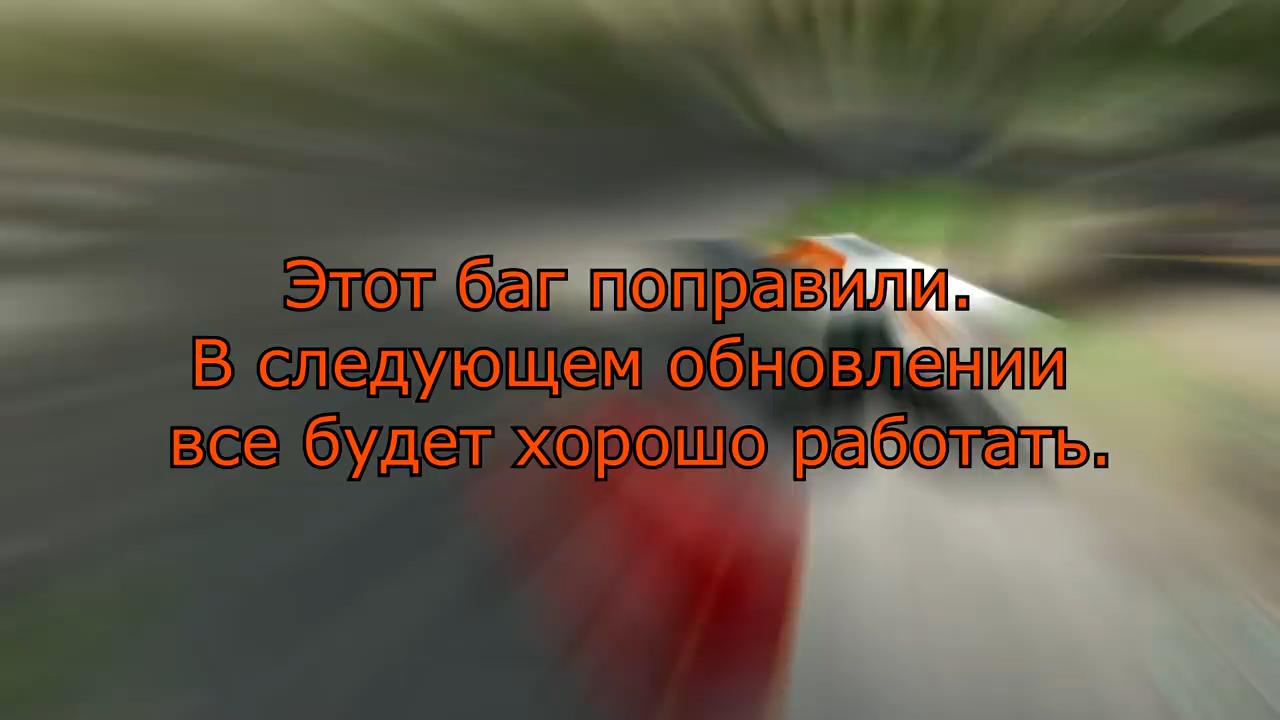 Этот баг поправили.
В следующем обновлении
все будет хорошо работать.